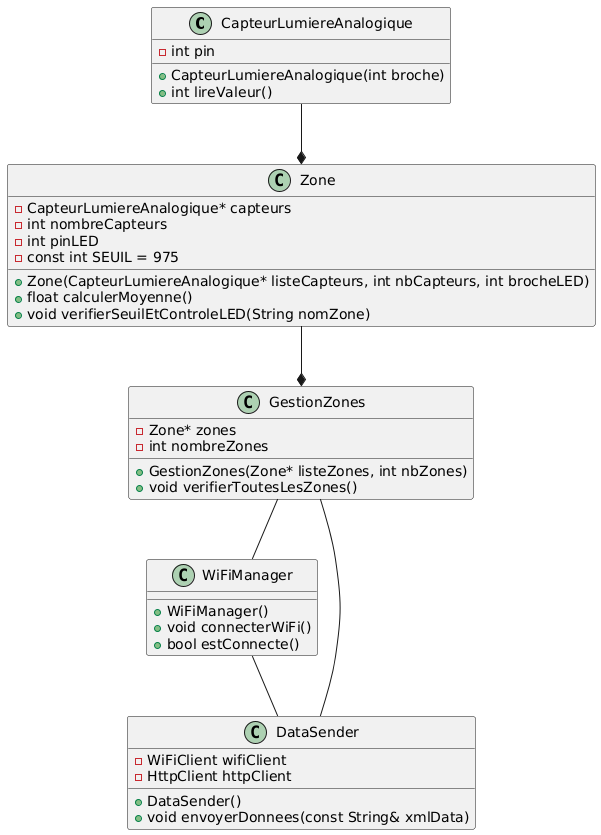 C CapteurLumiereAnalogique
int pin
CapteurLumiereAnalogique(int broche)
int lireValeur()
C Zone
CapteurLumiereAnalogique* capteurs
int nombreCapteurs
int pinLED
const int SEUIL = 975
Zone(CapteurLumiereAnalogique* listeCapteurs, int nbCapteurs, int brocheLED)
float calculerMoyenne()
void verifierSeuilEtControleLED(String nomZone)
C GestionZones
Zone* zones
int nombreZones
GestionZones(Zone* listeZones, int nbZones)
void verifierToutesLesZones()
C WiFiManager
WiFiManager()
void connecterWiFi()
bool estConnecte()
C DataSender
WiFiClient wifiClient
HttpClient httpClient
DataSender()
void envoyerDonnees(const String& xmlData)